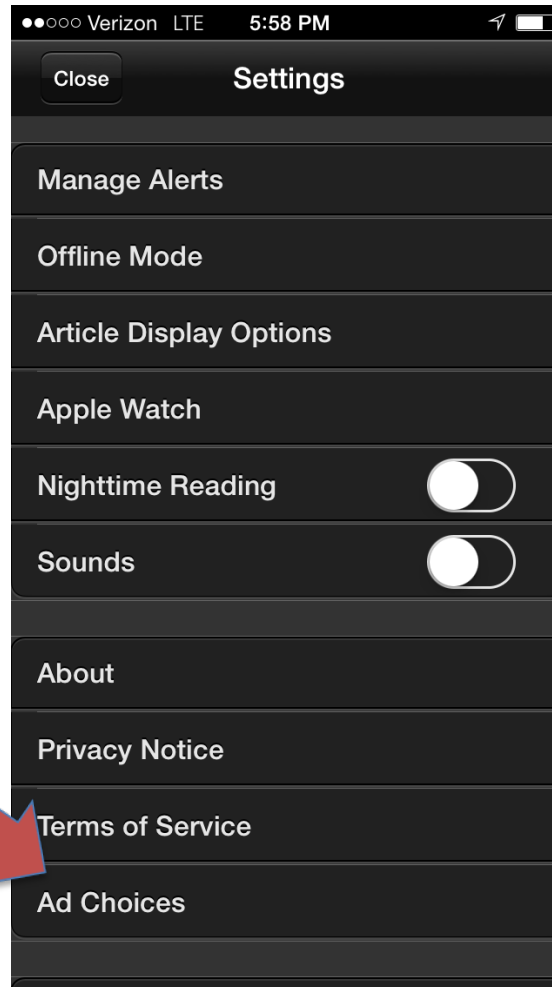 Verizon LTE 5:58 PM
Close Settings
Manage Alerts
Offline Mode
Article Display Options
Apple Watch
Nighttime Reading
Sounds
About
Privacy Notice
Terms of Service
Ad Choices